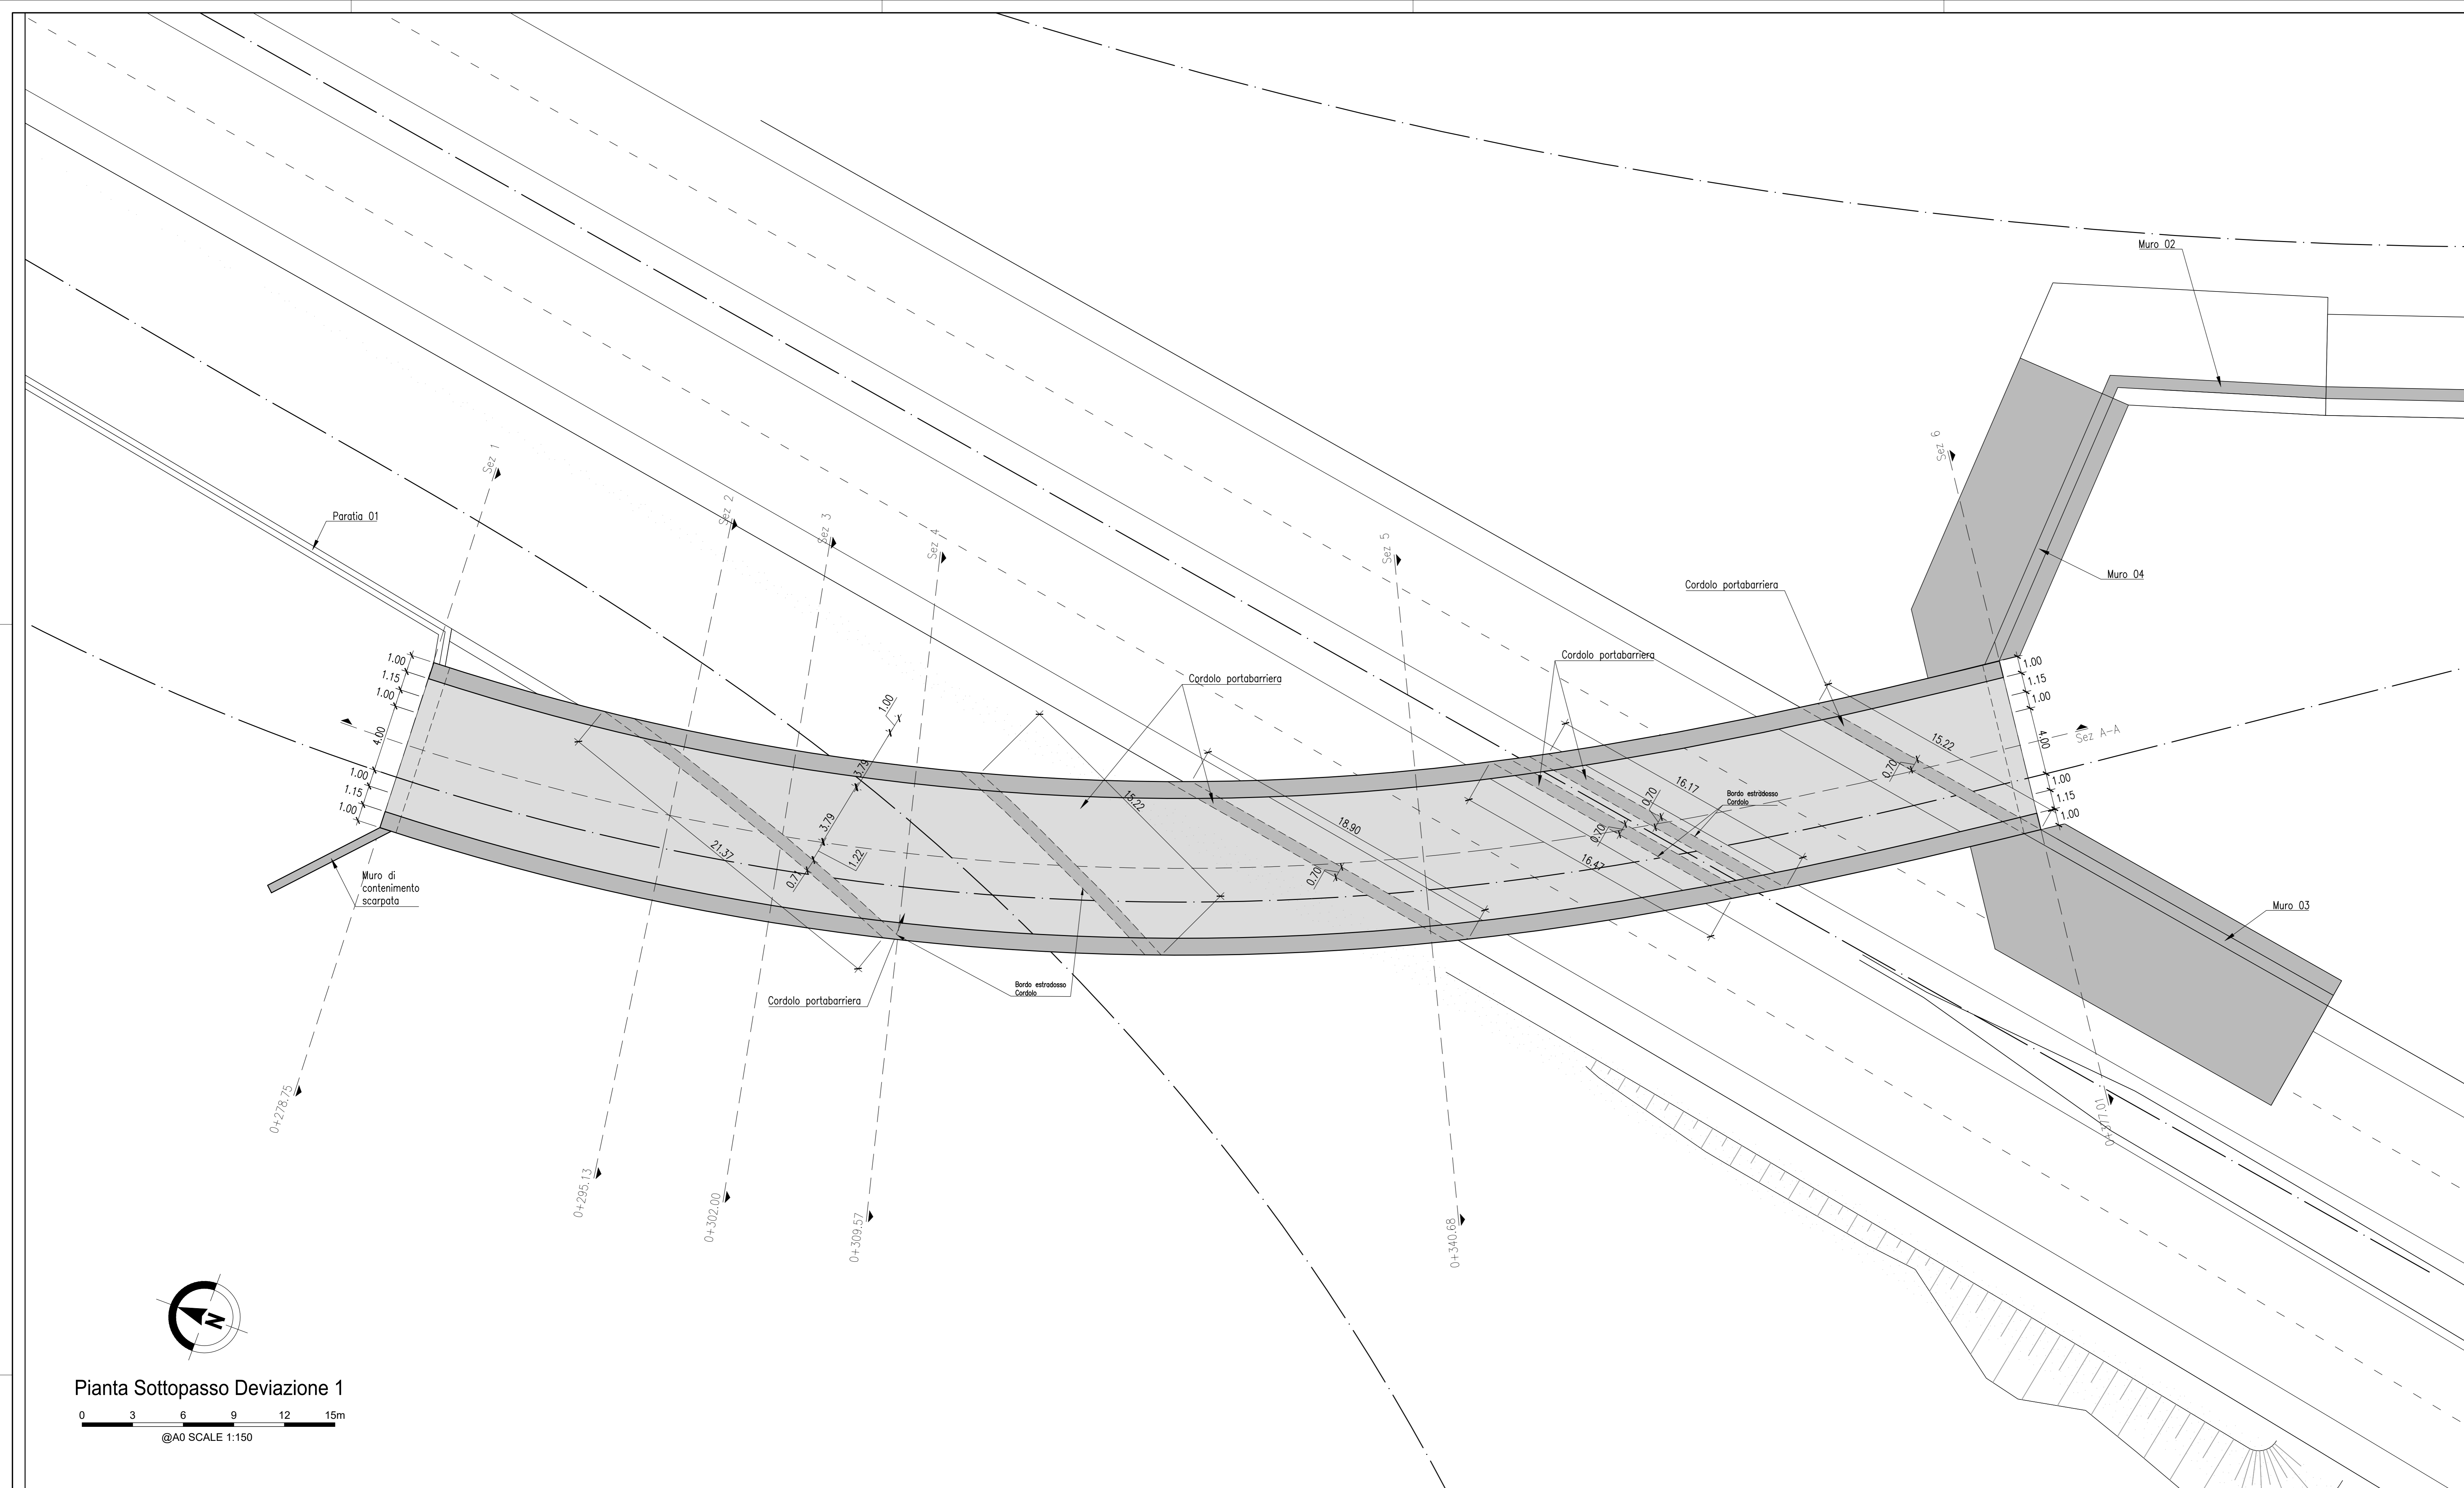 Muro 02
Sez 1
Sez 2
Sez 3
Sez 4
Sez 5
Sez 6
Paratia 01
Muro 04
Cordolo portabarriera
Cordolo portabarriera
Cordolo portabarriera
1.00
1.15
1.00
4.00
1.00
1.15
1.00
1.00
3.79
3.79
1.22
0.71
21.37
15.22
18.90
0.70
16.47
0.70
0.70
16.17
Bordo estradosso
Cordolo
15.22
0.70
1.00
1.15
1.00
4.00
1.00
1.15
1.00
Sez A-A
Muro di
contenimento
scarpata
Muro 03
Bordo estradosso
Cordolo
Cordolo portabarriera
0+278.75
0+295.13
0+302.00
0+309.57
0+340.68
0+377.01
N
Pianta Sottopasso Deviazione 1
0 3 6 9 12 15m
@A0 SCALE 1:150